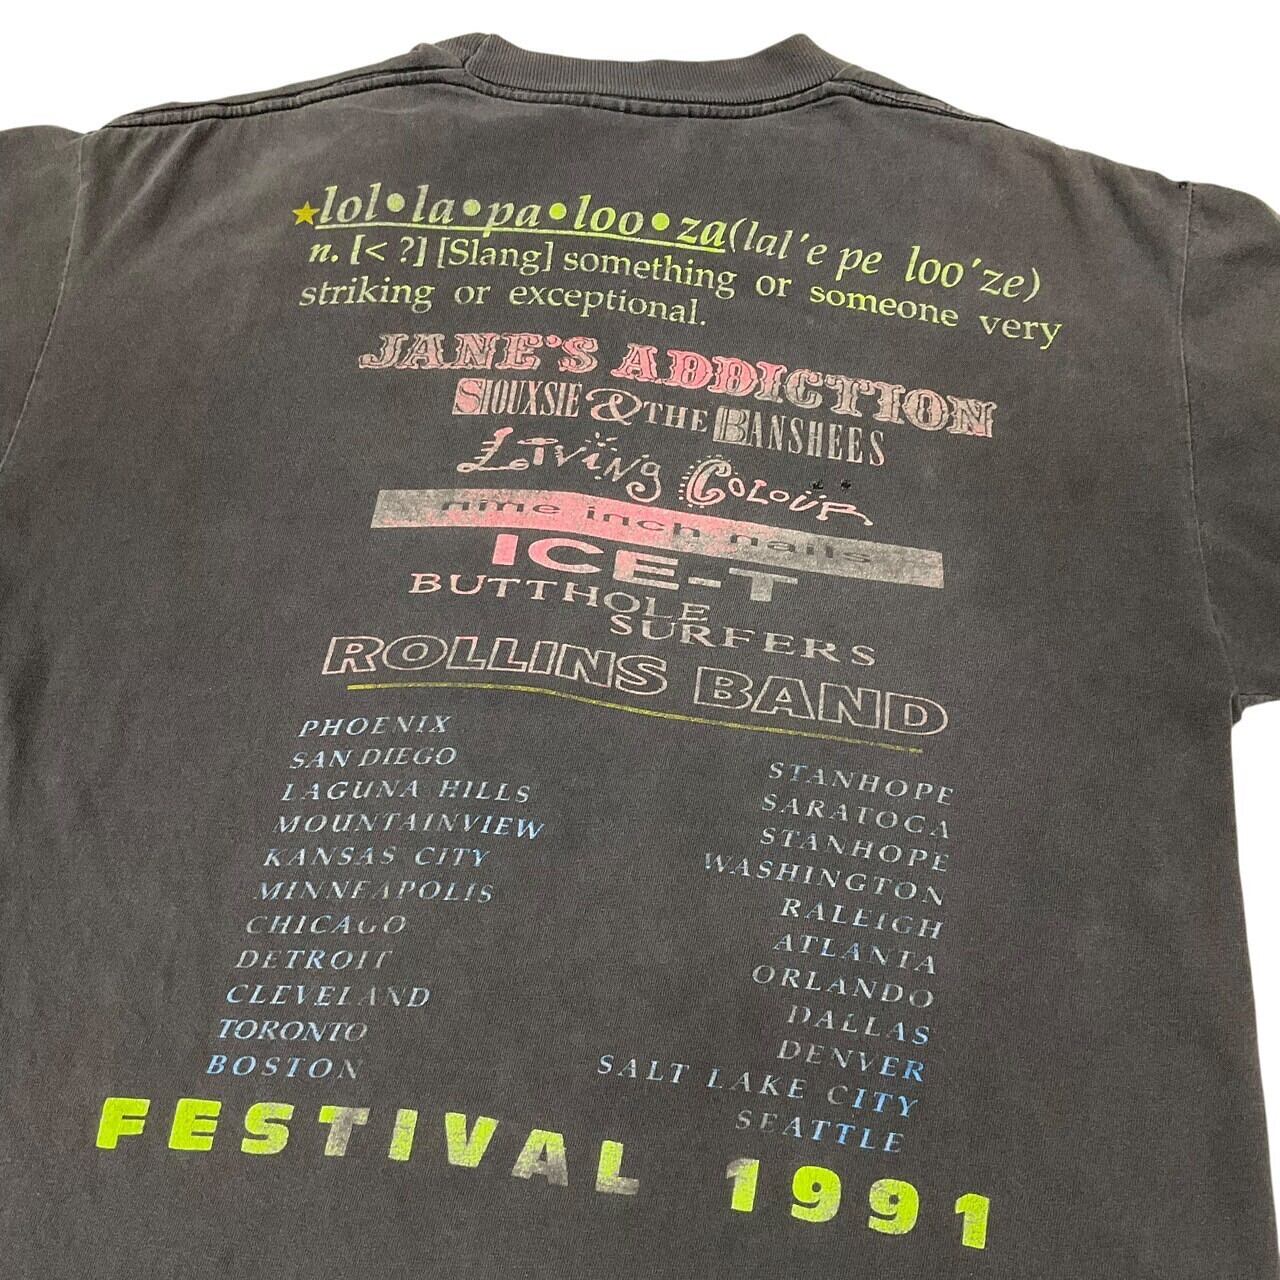 ★lol•la•pa•loo•za(lal'e pe loo'ze)
n. [< ?] [Slang] something or someone very
striking or exceptional.
JANE'S ADDICTION
SIOUXSIE & THE BANSHEES
LIVING COLOUR
nine inch nails
ICE-T
BUTTHOLE
SURFERS
ROLLINS BAND
PHOENIX
SAN DIEGO
LAGUNA HILLS
MOUNTAINVIEW
KANSAS CITY
MINNEAPOLIS
CHICAGO
DETROIT
CLEVELAND
TORONTO
BOSTON
STANHOPE
SARATOGA
STANHOPE
WASHINGTON
RALEIGH
ATLANTA
ORLANDO
DALLAS
DENVER
SALT LAKE CITY
SEATTLE
FESTIVAL 1991